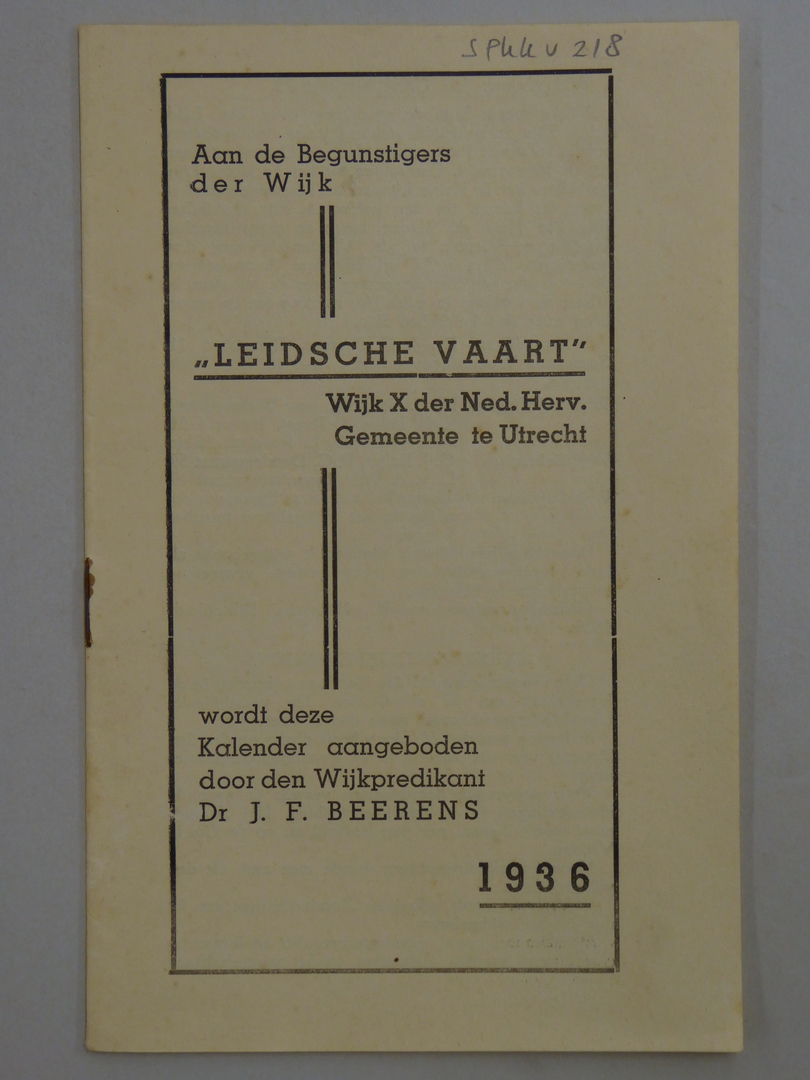 SPkk U 218
Aan de Begunstigers
der Wijk
„LEIDSCHE VAART”
Wijk X der Ned. Herv.
Gemeente te Utrecht
wordt deze
Kalender aangeboden
door den Wijkpredikant
Dr J. F. BEERENS
1936